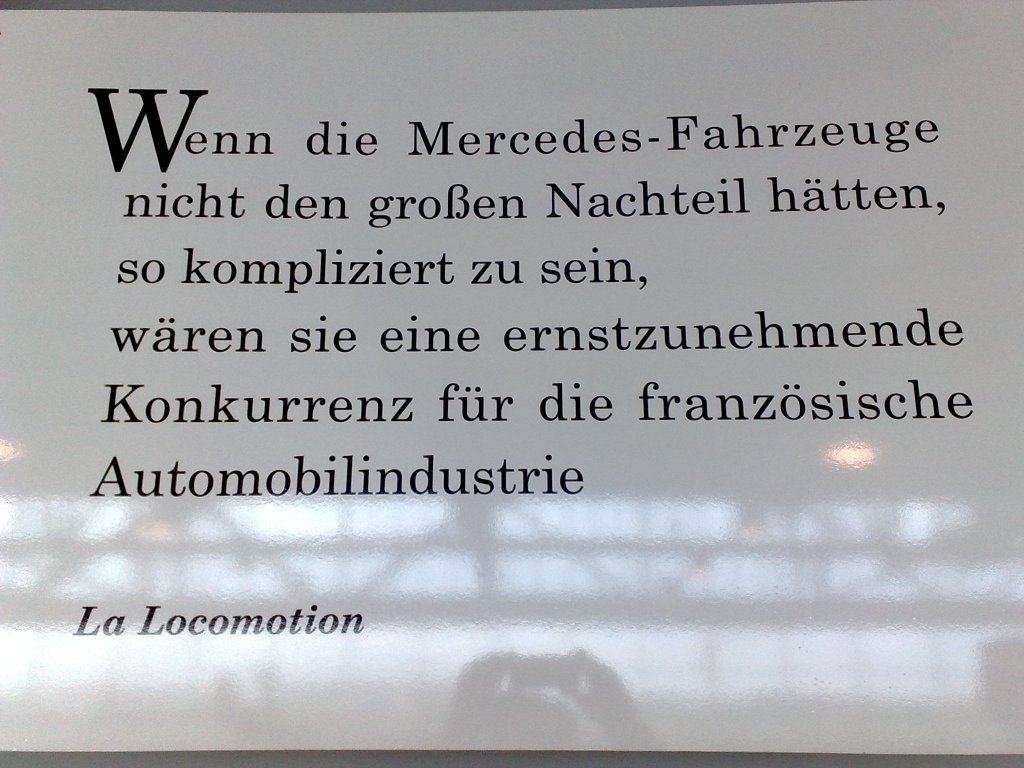 Wenn die Mercedes-Fahrzeuge
nicht den großen Nachteil hätten,
so kompliziert zu sein,
wären sie eine ernstzunehmende
Konkurrenz für die französische
Automobilindustrie
La Locomotion